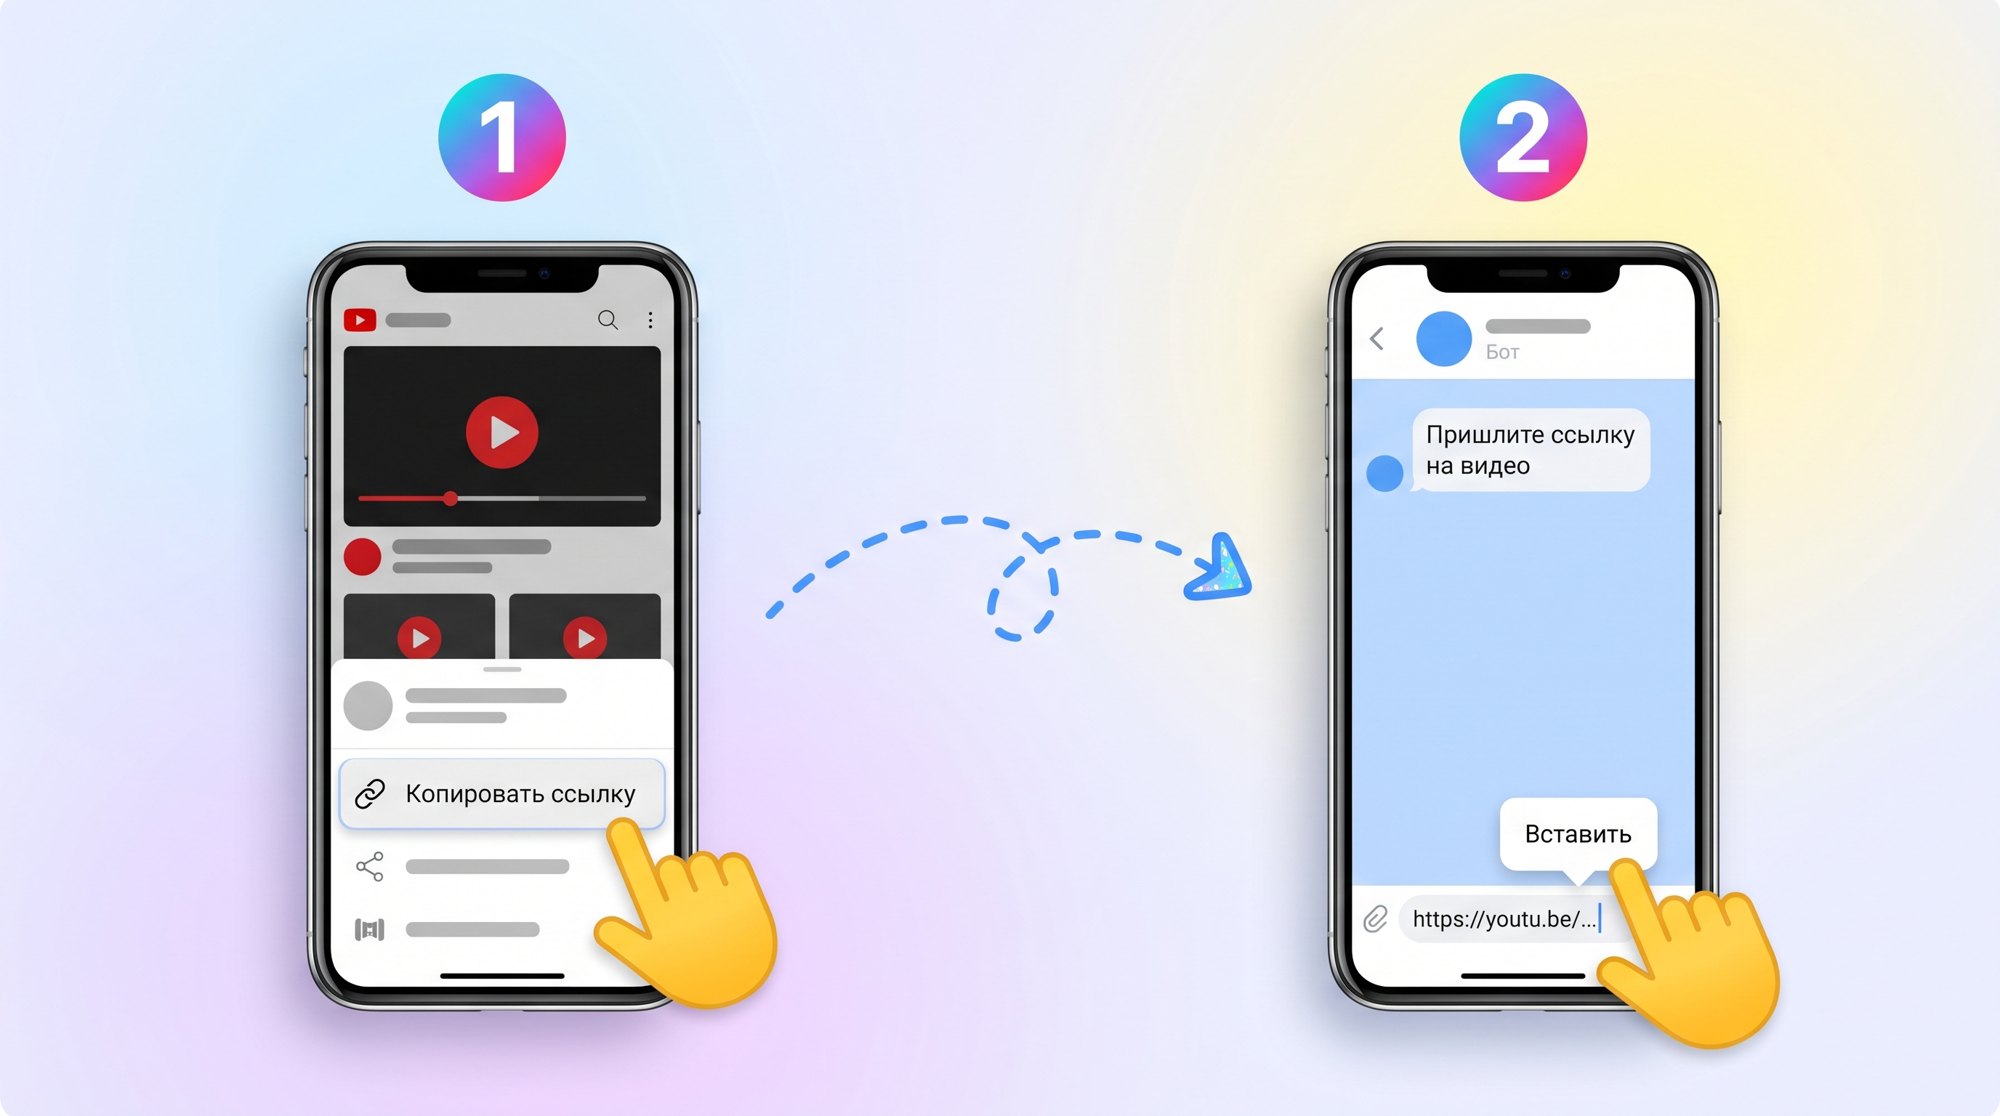 1
Копировать ссылку
2
Бот
Пришлите ссылку
на видео
Вставить
https://youtu.be/...